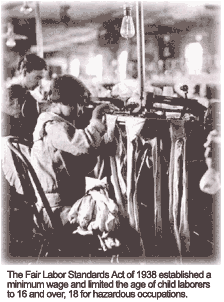 The Fair Labor Standards Act of 1938 established a
minimum wage and limited the age of child laborers
to 16 and over, 18 for hazardous occupations.